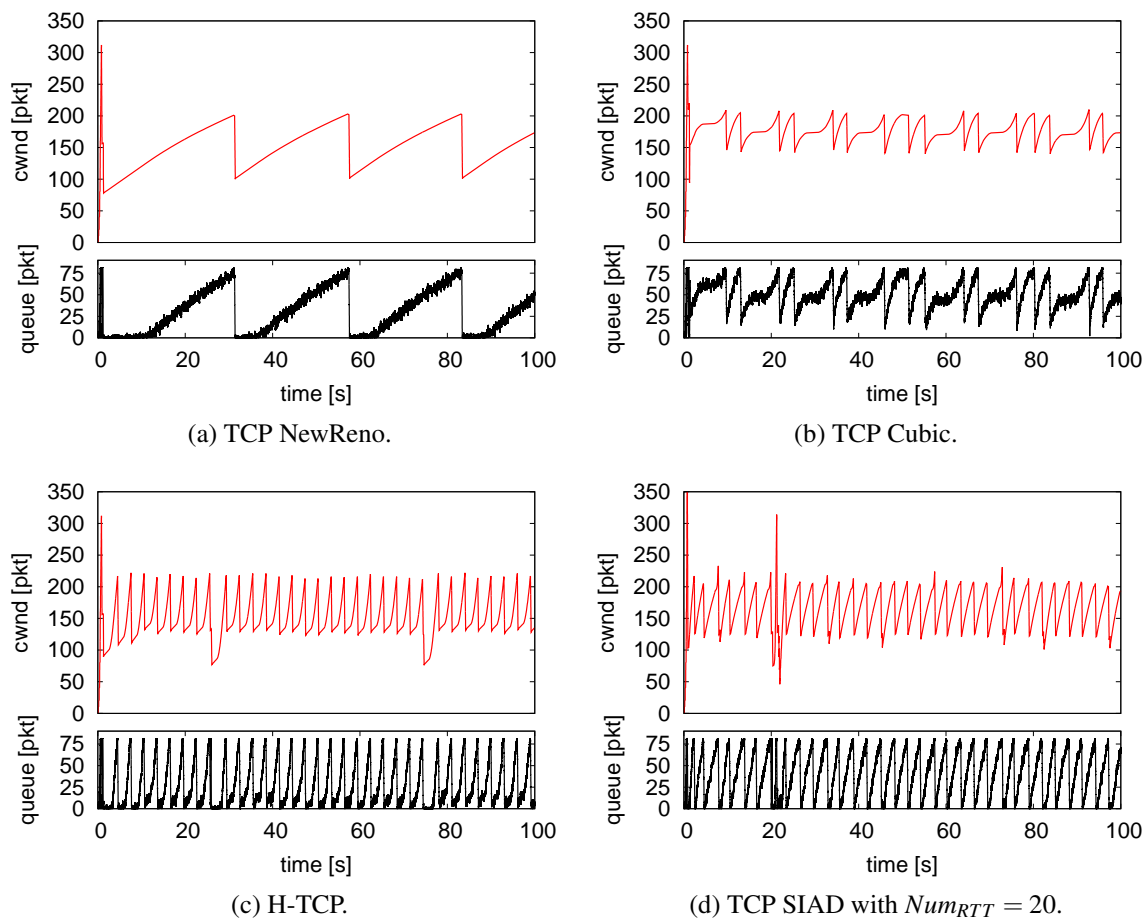 350
300
250
200
150
100
50
0
cwnd [pkt]
75
50
25
0
queue [pkt]
0 20 40 60 80 100
time [s]
(a) TCP NewReno.
350
300
250
200
150
100
50
0
cwnd [pkt]
75
50
25
0
queue [pkt]
0 20 40 60 80 100
time [s]
(b) TCP Cubic.
350
300
250
200
150
100
50
0
cwnd [pkt]
75
50
25
0
queue [pkt]
0 20 40 60 80 100
time [s]
(c) H-TCP.
350
300
250
200
150
100
50
0
cwnd [pkt]
75
50
25
0
queue [pkt]
0 20 40 60 80 100
time [s]
(d) TCP SIAD with Num_RTT = 20.